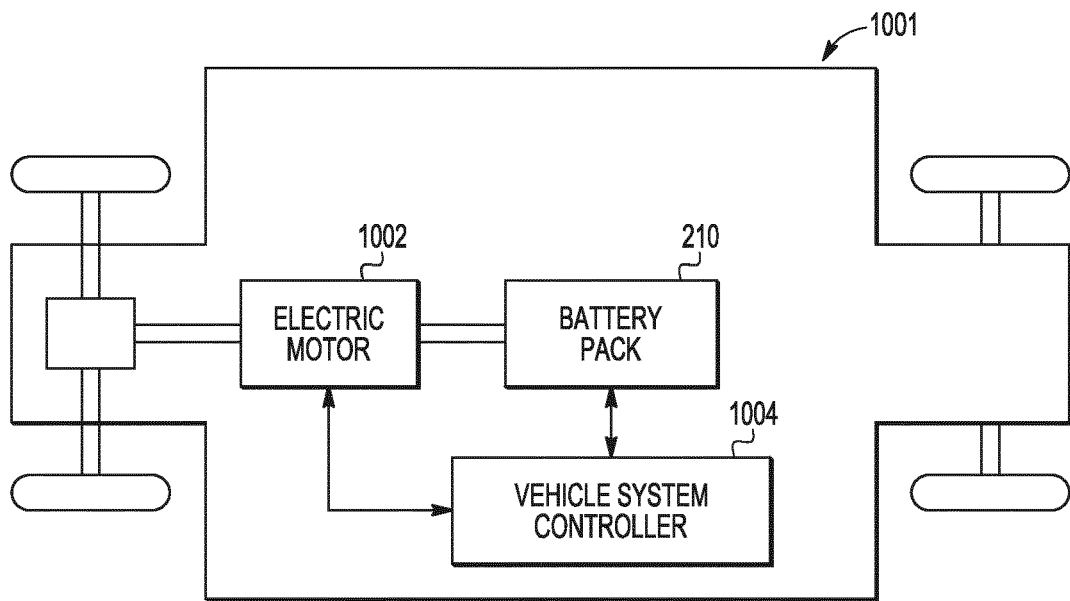 1001
1002
210
ELECTRIC
MOTOR
BATTERY
PACK
1004
VEHICLE SYSTEM
CONTROLLER